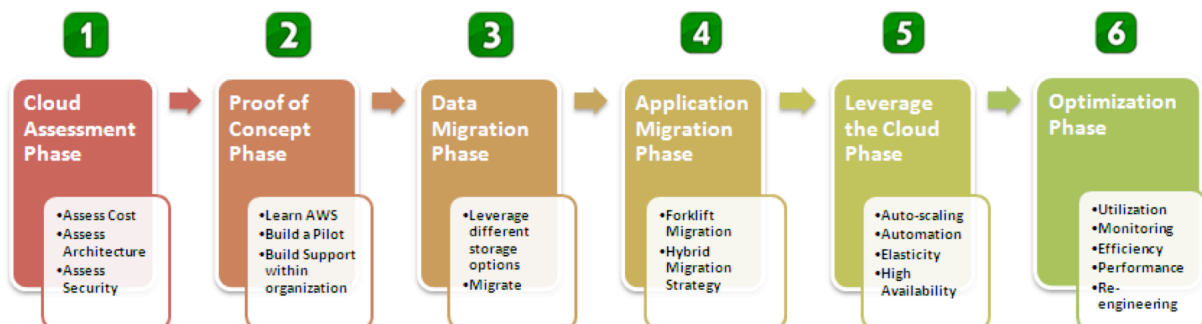 1
2
3
4
5
6
Cloud
Assessment
Phase
•Assess Cost
•Assess
Architecture
•Assess
Security
Proof of
Concept
Phase
•Learn AWS
•Build a Pilot
•Build Support
within
organization
Data
Migration
Phase
•Leverage
different
storage
options
•Migrate
Application
Migration
Phase
•Forklift
Migration
•Hybrid
Migration
Strategy
Leverage
the Cloud
Phase
•Auto-scaling
•Automation
•Elasticity
•High
Availability
Optimization
Phase
•Utilization
•Monitoring
•Efficiency
•Performance
•Re-
engineering